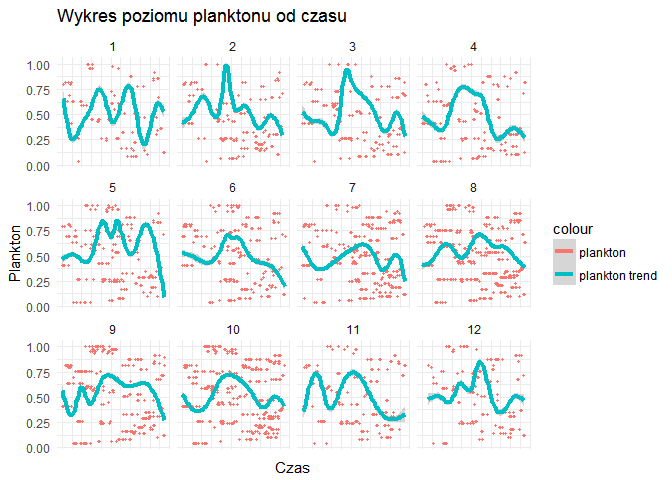 Wykres poziomu planktonu od czasu
1 2 3 4
1.00
0.75
0.50
0.25
0.00
5 6 7 8
1.00
0.75
0.50
0.25
0.00
9 10 11 12
1.00
0.75
0.50
0.25
0.00
Plankton
Czas
colour
plankton
plankton trend